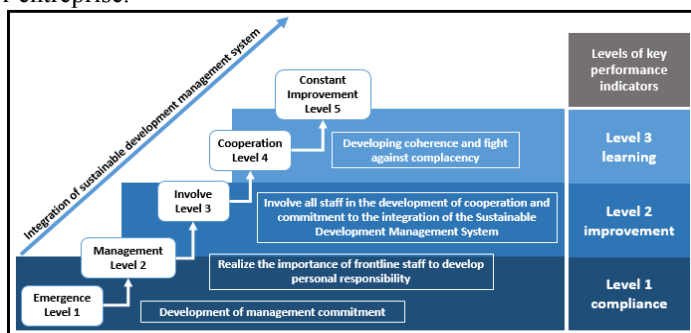 l'entreprise.
Integration of sustainable development management system
Levels of key
performance
indicators
Constant
Improvement
Level 5
Cooperation
Level 4
Developing coherence and fight
against complacency
Level 3
learning
Involve
Level 3
Involve all staff in the development of cooperation and
commitment to the integration of the Sustainable
Development Management System
Level 2
improvement
Management
Level 2
Realize the importance of frontline staff to develop
personal responsibility
Emergence
Level 1
Development of management commitment
Level 1
compliance